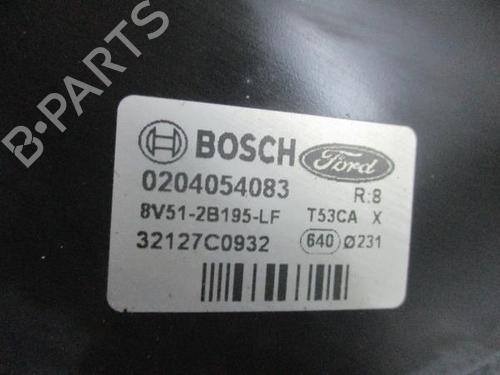 B-PARTS
BOSCH Ford
0204054083 R:8
8V51-2B195-LF T53CA X
32127C0932 640 Ø231